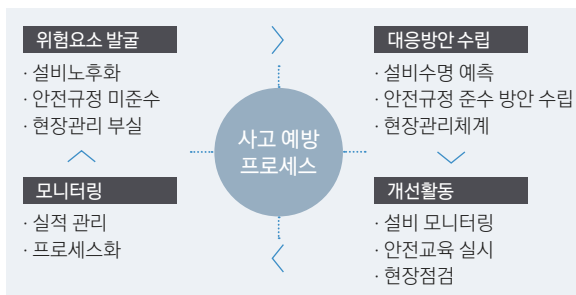 위험요소 발굴
· 설비노후화
· 안전규정 미준수
· 현장관리 부실
대응방안 수립
· 설비수명 예측
· 안전규정 준수 방안 수립
· 현장관리체계
사고 예방
프로세스
모니터링
· 실적 관리
· 프로세스화
개선활동
· 설비 모니터링
· 안전교육 실시
· 현장점검